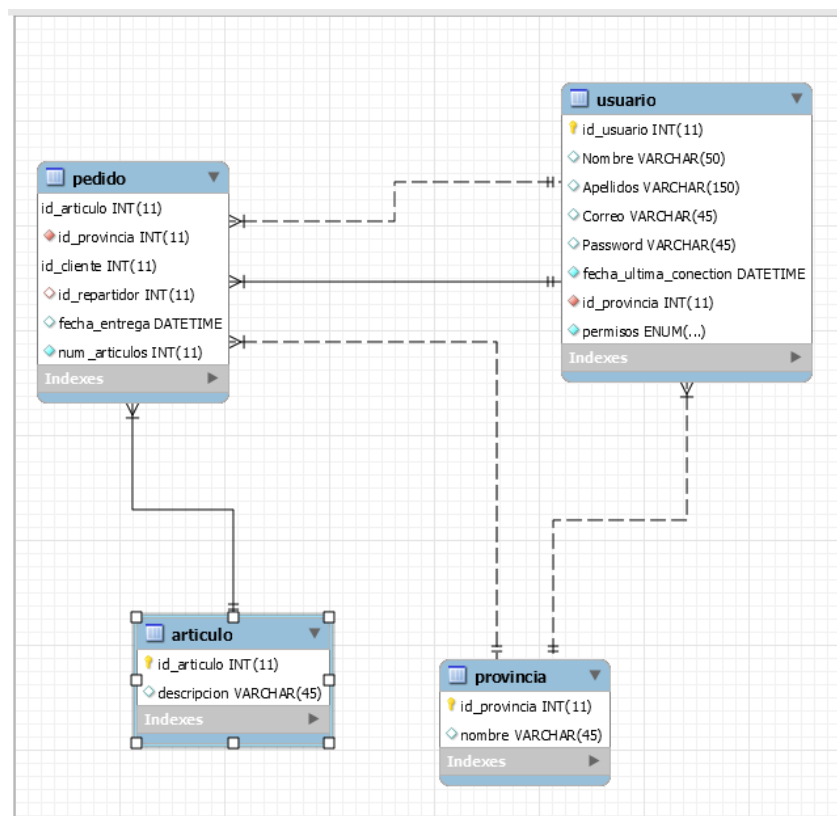 pedido
id_articulo INT(11)
id_provincia INT(11)
id_cliente INT(11)
id_repartidor INT(11)
fecha_entrega DATETIME
num_articulos INT(11)
Indexes
usuario
id_usuario INT(11)
Nombre VARCHAR(50)
Apellidos VARCHAR(150)
Correo VARCHAR(45)
Password VARCHAR(45)
fecha_ultima_conection DATETIME
id_provincia INT(11)
permisos ENUM(...)
Indexes
articulo
id_articulo INT(11)
descripcion VARCHAR(45)
Indexes
provincia
id_provincia INT(11)
nombre VARCHAR(45)
Indexes